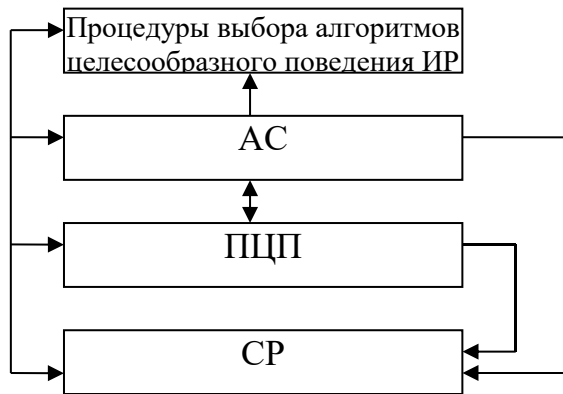 Процедуры выбора алгоритмов
целесообразного поведения ИР
АС
ПЦП
СР